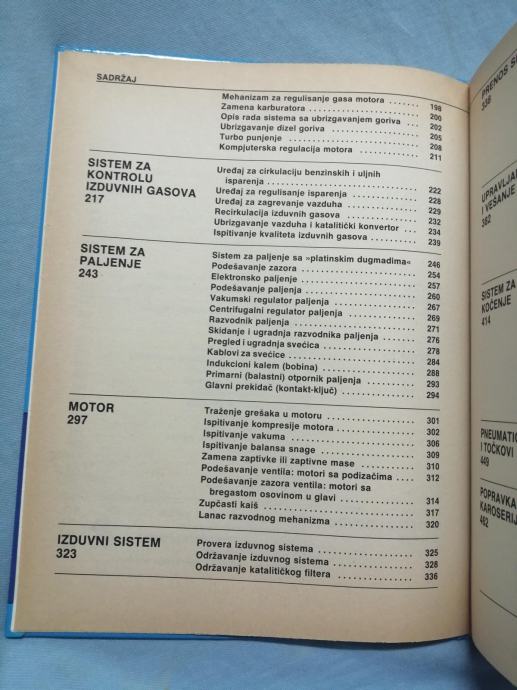 SADRŽAJ
Mehanizam za regulisanje gasa motora ....... 198
Zamena karburatora .................... 200
Opis rada sistema sa ubrizgavanjem goriva ... 202
Ubrizgavanje dizel goriva ................ 205
Turbo punjenje ........................ 208
Kompjuterska regulacija motora ............ 211
SISTEM ZA
KONTROLU
IZDUVNIH GASOVA
217
Uređaj za cirkulaciju benzinskih i uljnih
isparenja ........................... 222
Uređaj za regulisanje isparenja ............ 228
Uređaj za zagrevanje vazduha ............. 229
Recirkulacija izduvnih gasova ............. 232
Ubrizgavanje vazduha i katalitički konvertor ... 234
Ispitivanje kvaliteta izduvnih gasova ......... 239
SISTEM ZA
PALJENJE
243
Sistem za paljenje sa »platinskim dugmadima« 246
Podešavanje zazora ..................... 254
Elektronsko paljenje ..................... 257
Podešavanje paljenja .................... 260
Vakumski regulator paljenja ............... 267
Centrifugalni regulator paljenja ............. 269
Razvodnik paljenja ...................... 271
Skidanje i ugradnja razvodnika paljenja ....... 276
Pregled i ugradnja svećica ................ 278
Kablovi za svećice ...................... 284
Indukcioni kalem (bobina) ................. 288
Primarni (balastni) otpornik paljenja .......... 293
Glavni prekidač (kontakt-ključ) .............. 294
MOTOR
297
Traženje grešaka u motoru ................ 301
Ispitivanje kompresije motora .............. 302
Ispitivanje vakuma ...................... 306
Ispitivanje balansa snage ................. 309
Zamena zaptivke ili zaptivne mase .......... 310
Podešavanje ventila: motori sa podizačima .... 312
Podešavanje zazora ventila: motori sa
bregastom osovinom u glavi .............. 314
Zupčasti kaiš .......................... 317
Lanac razvodnog mehanizma .............. 320
IZDUVNI SISTEM
323
Provera izduvnog sistema ................. 325
Održavanje izduvnog sistema .............. 328
Održavanje katalitičkog filtera .............. 336
PRENOS
338
UPRAVLJAN
I VEŠANJE
382
SISTEM ZA
KOČENJE
414
PNEUMATIC
I TOČKOVI
449
POPRAVKA
KAROSERIJ
462